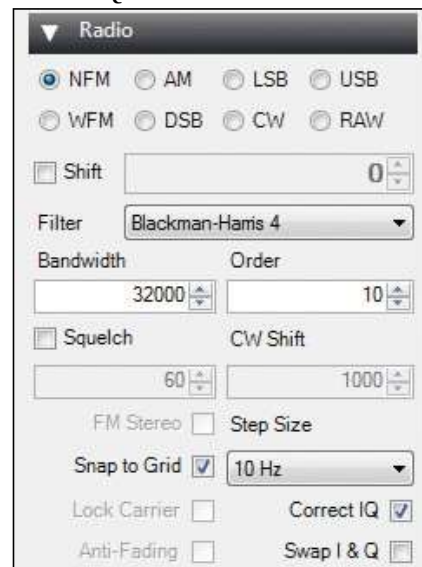 Radio
NFM AM LSB USB
WFM DSB CW RAW
Shift 0
Filter Blackman-Harris 4
Bandwidth Order
32000 10
Squelch CW Shift
60 1000
FM Stereo Step Size
Snap to Grid 10 Hz
Lock Carrier Correct IQ
Anti-Fading Swap I & Q